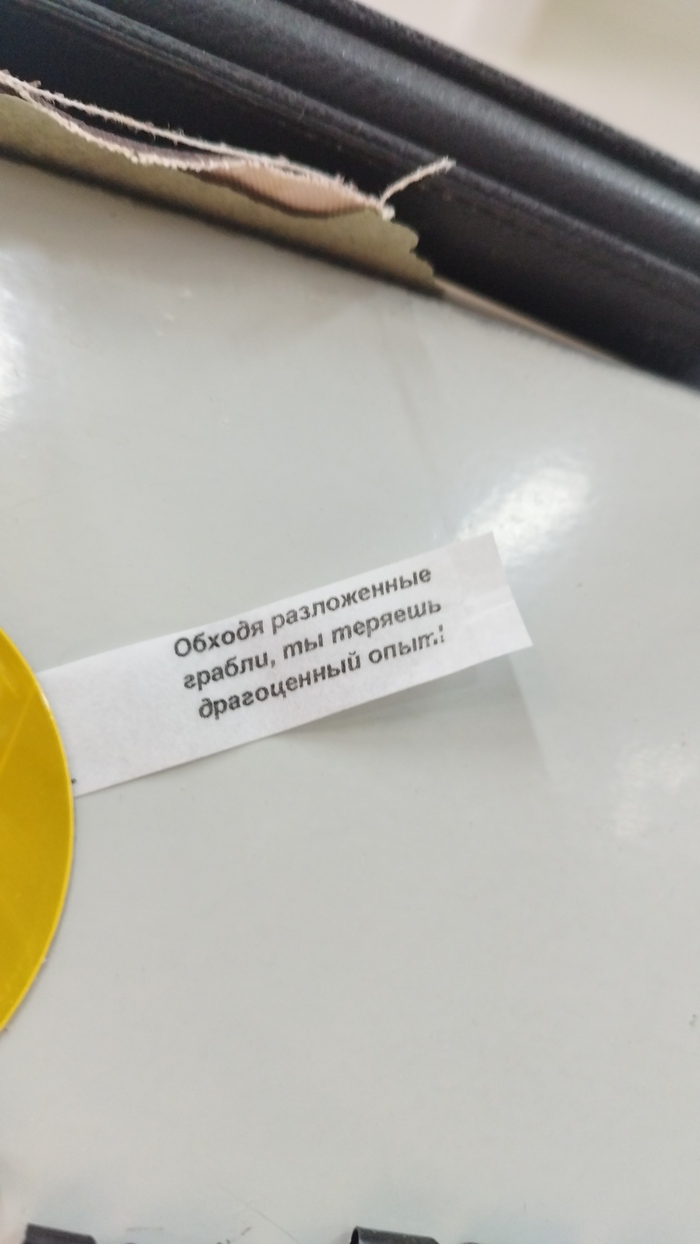 Обходя разложенные
грабли, ты теряешь
драгоценный опыт.!